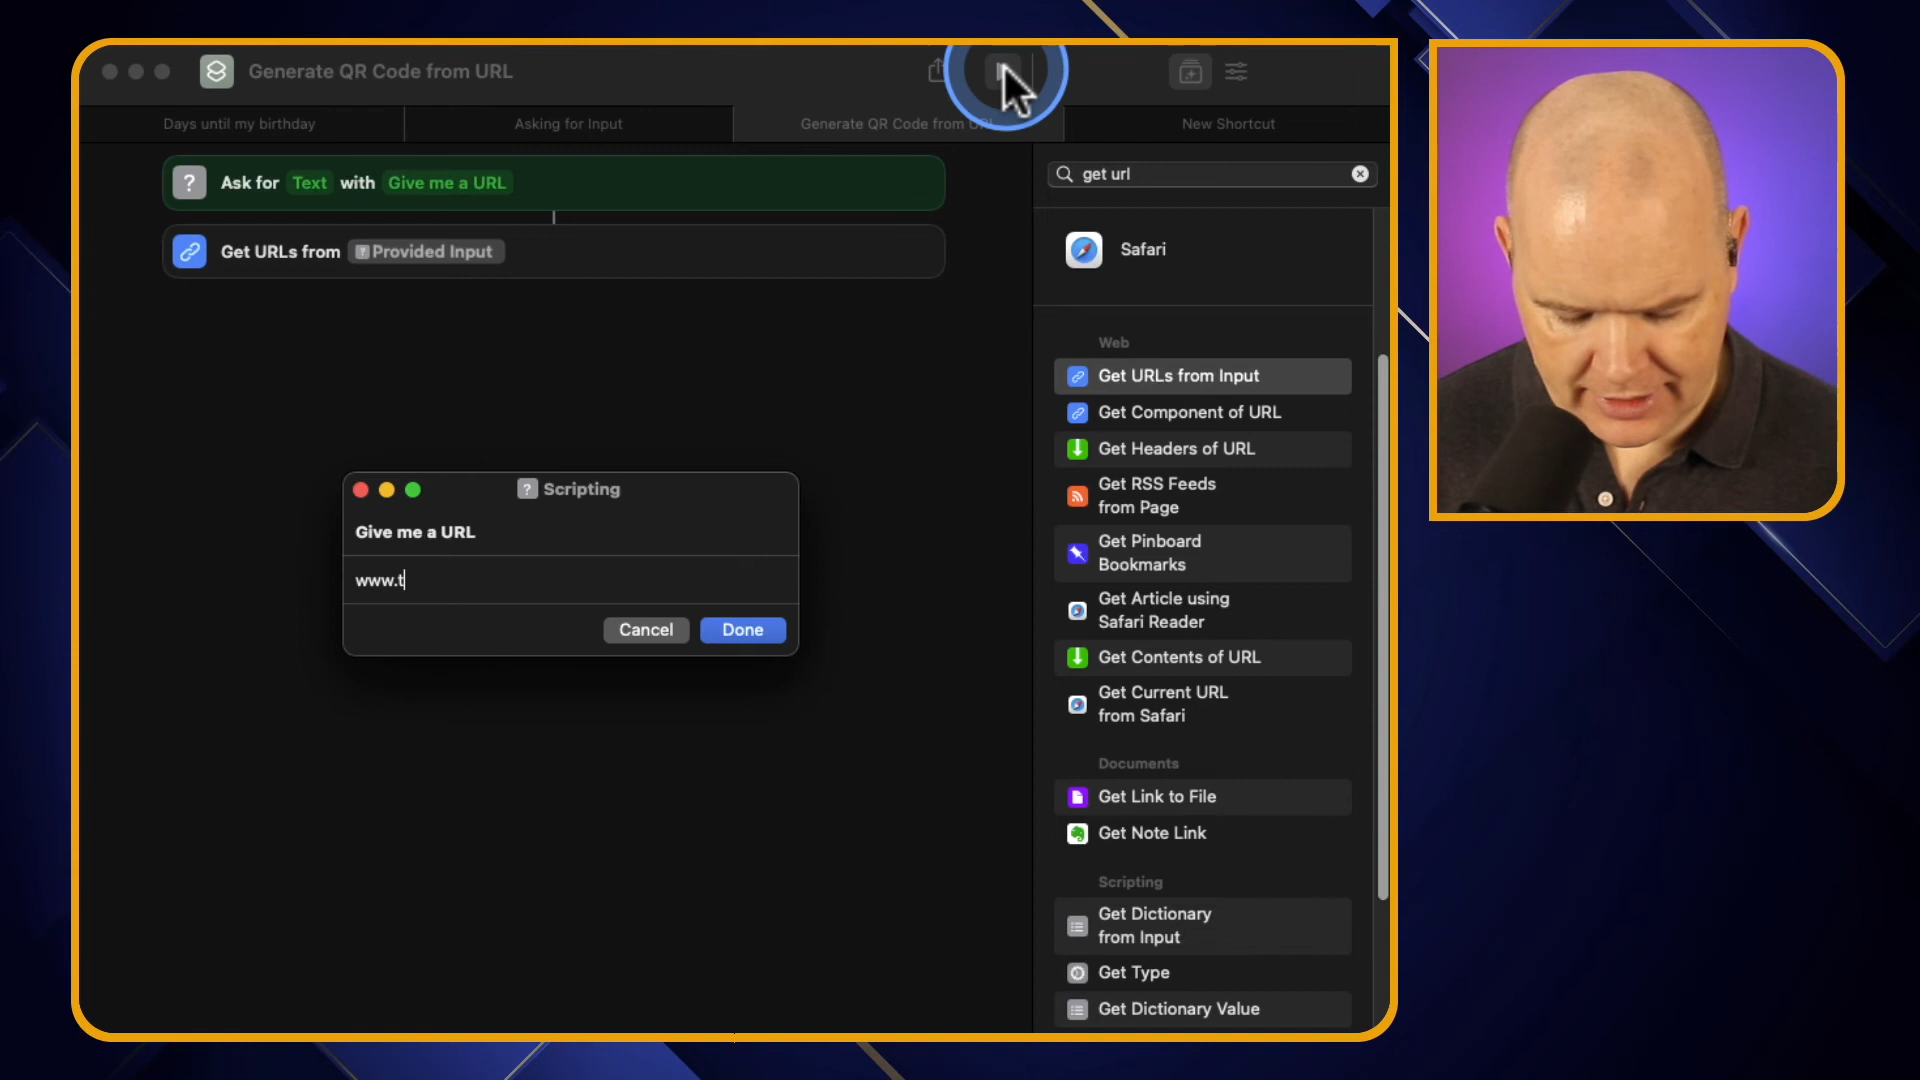 Generate QR Code from URL
Days until my birthday
Asking for Input
Generate QR Code from URL
New Shortcut
? Ask for Text with Give me a URL
Get URLs from Provided Input
? Scripting
Give me a URL
www.t
Cancel
Done
get url
Safari
Web
Get URLs from Input
Get Component of URL
Get Headers of URL
Get RSS Feeds
from Page
Get Pinboard
Bookmarks
Get Article using
Safari Reader
Get Contents of URL
Get Current URL
from Safari
Documents
Get Link to File
Get Note Link
Scripting
Get Dictionary
from Input
Get Type
Get Dictionary Value